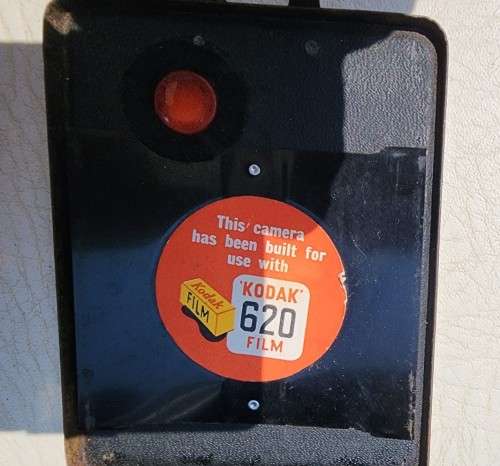 This camera
has been built for
use with
Kodak
FILM
'KODAK'
620
FILM